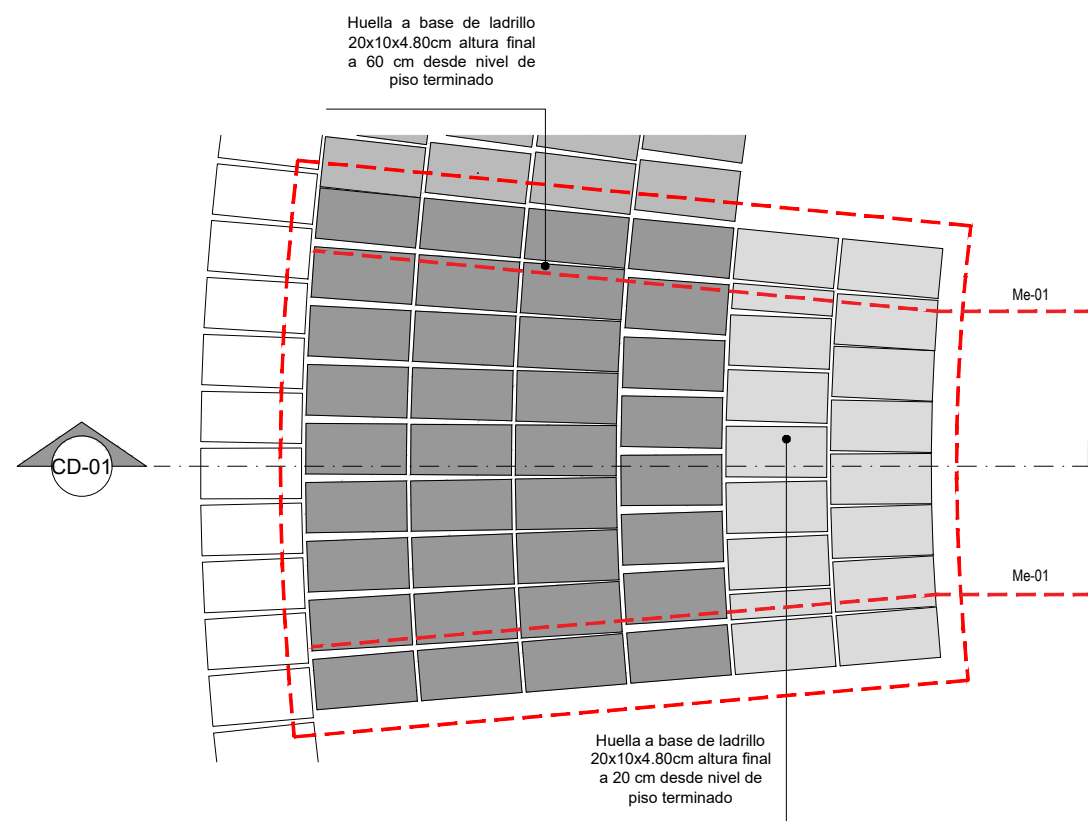 Huella a base de ladrillo
20x10x4.80cm altura final
a 60 cm desde nivel de
piso terminado
Me-01
CD-01
Me-01
Huella a base de ladrillo
20x10x4.80cm altura final
a 20 cm desde nivel de
piso terminado